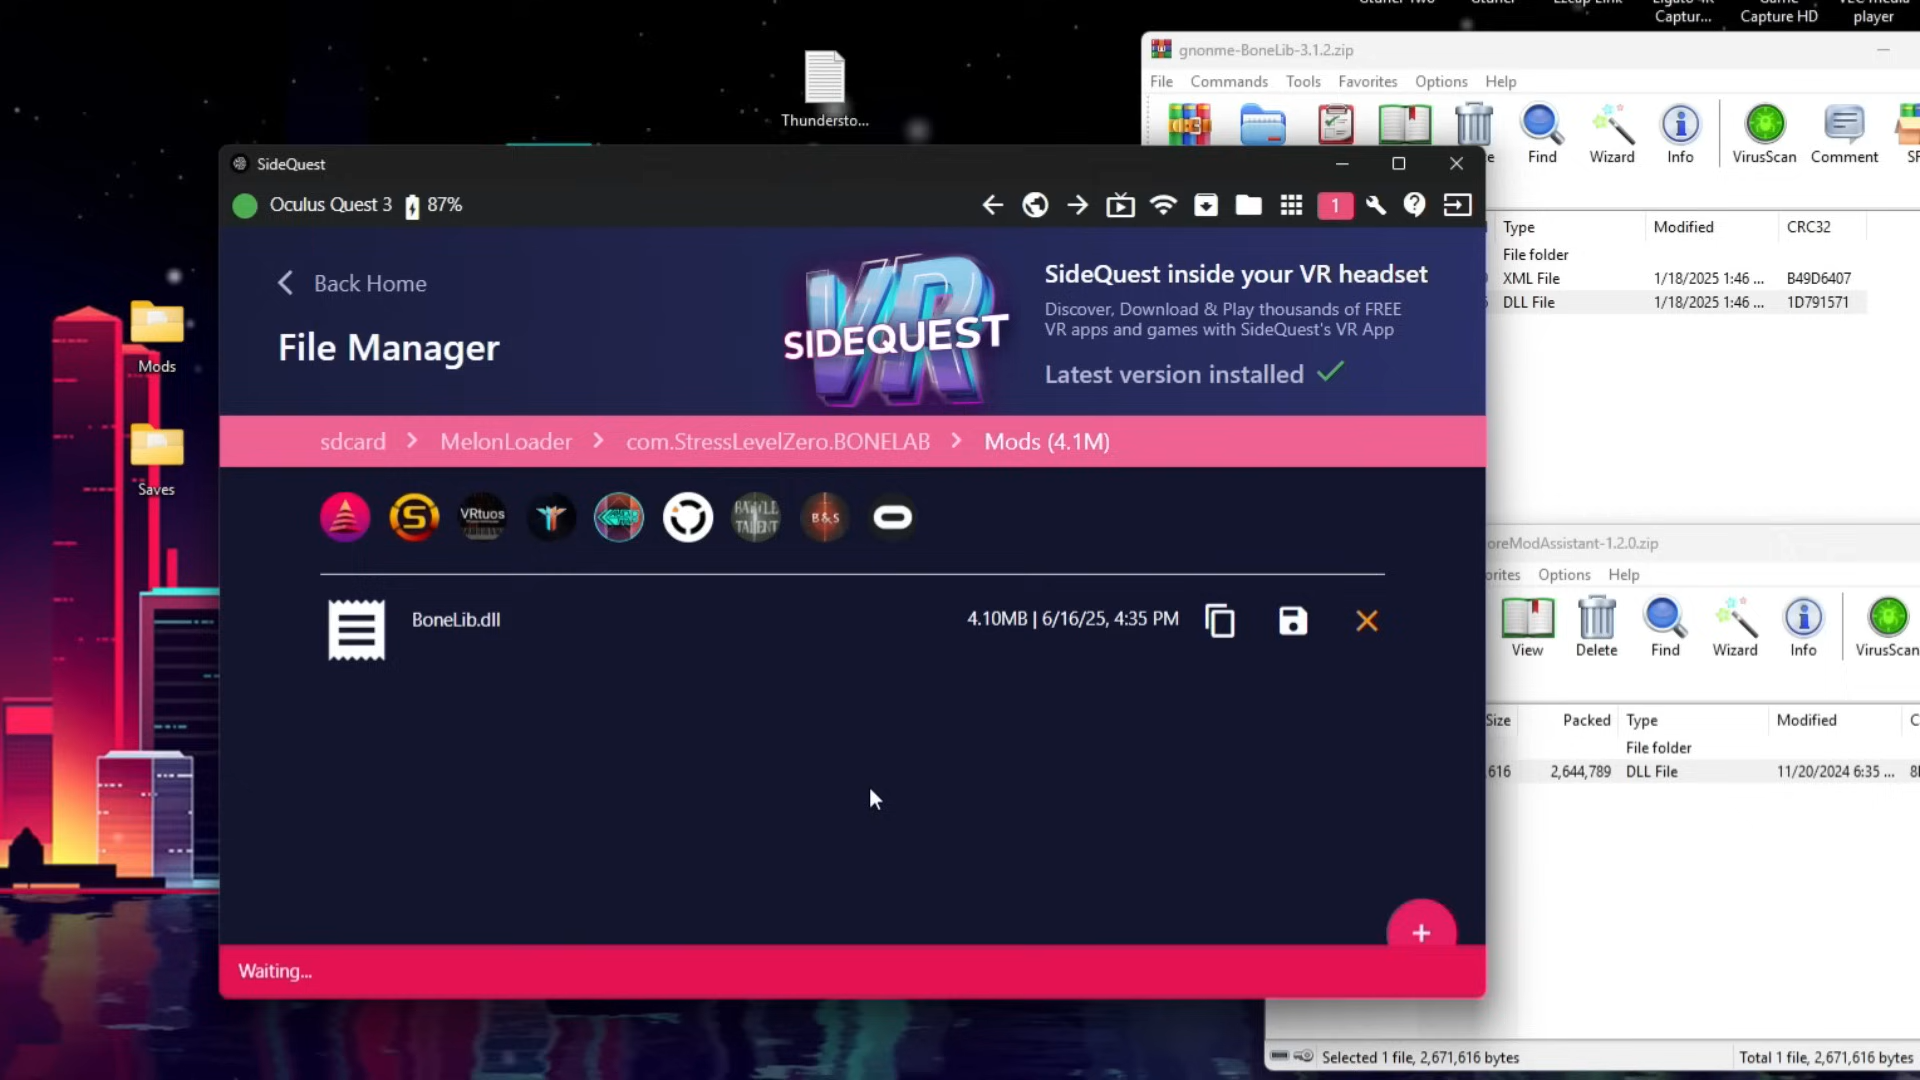 Captur...
Capture HD
player
Thundersto...
Mods
Saves
gnonme-BoneLib-3.1.2.zip
File Commands Tools Favorites Options Help
Find Wizard Info VirusScan Comment
Type Modified CRC32
File folder
XML File 1/18/2025 1:46 ... B49D6407
DLL File 1/18/2025 1:46 ... 1D791571
SideQuest
Oculus Quest 3 87%
1
Back Home
File Manager
VR
SIDEQUEST
SideQuest inside your VR headset
Discover, Download & Play thousands of FREE
VR apps and games with SideQuest's VR App
Latest version installed
sdcard > MelonLoader > com.StressLevelZero.BONELAB > Mods (4.1M)
S
VRtuos
BATTLE
TALENT
B&S
BoneLib.dll
4.10MB | 6/16/25, 4:35 PM
+
Waiting...
oreModAssistant-1.2.0.zip
orites Options Help
View Delete Find Wizard Info VirusScan
Size Packed Type Modified
File folder
616 2,644,789 DLL File 11/20/2024 6:35 ...
Selected 1 file, 2,671,616 bytes
Total 1 file, 2,671,616 bytes